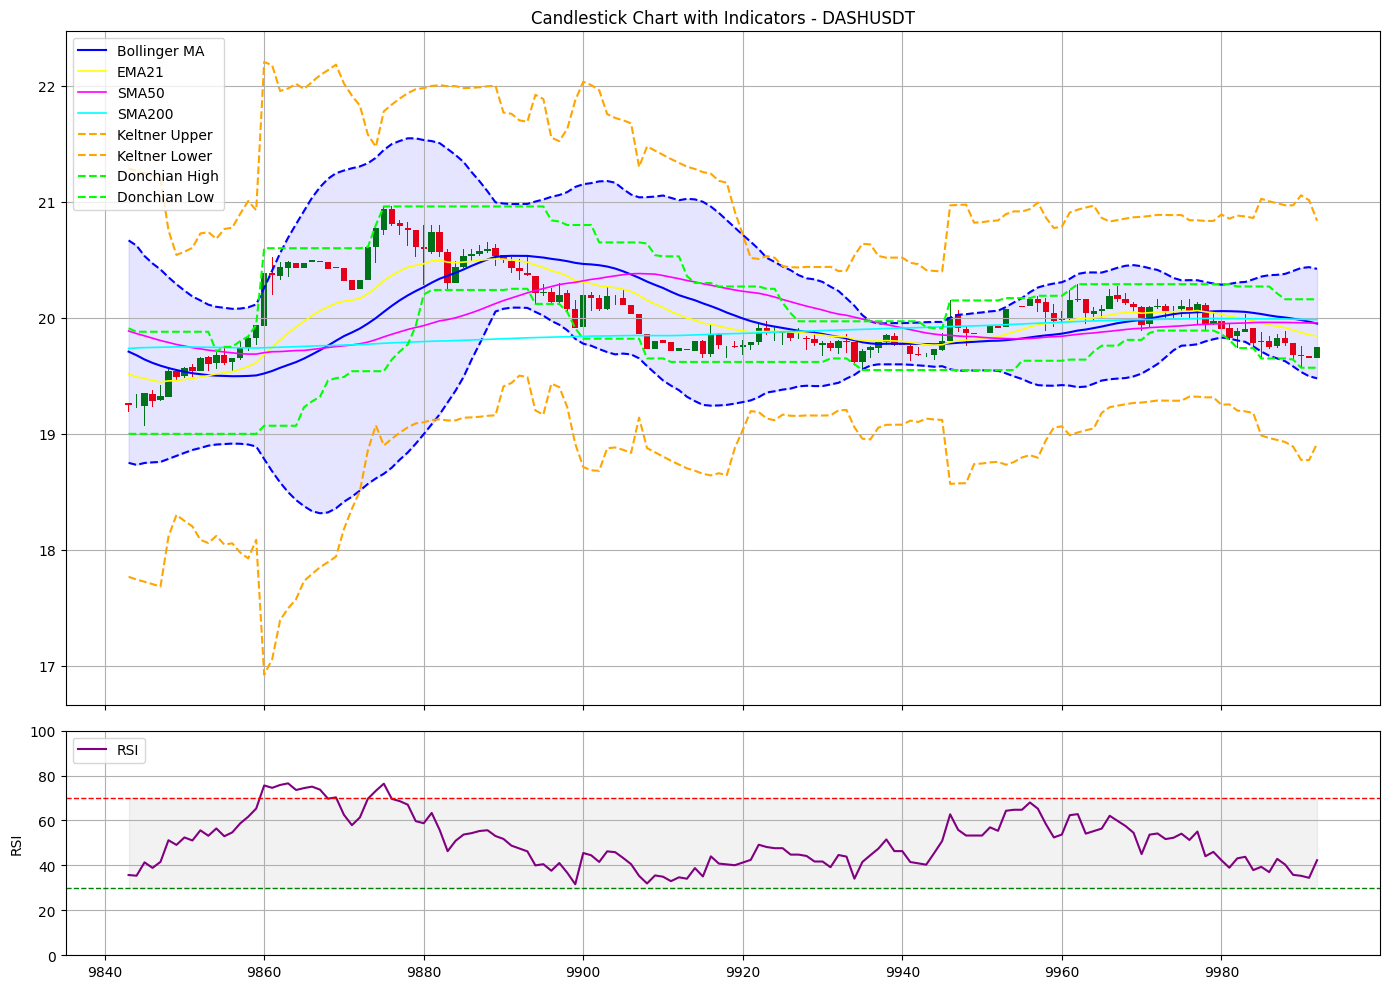 Candlestick Chart with Indicators - DASHUSDT
Bollinger MA
EMA21
SMA50
SMA200
Keltner Upper
Keltner Lower
Donchian High
Donchian Low
22
21
20
19
18
17
RSI
100
80
60
40
20
0
RSI
9840
9860
9880
9900
9920
9940
9960
9980